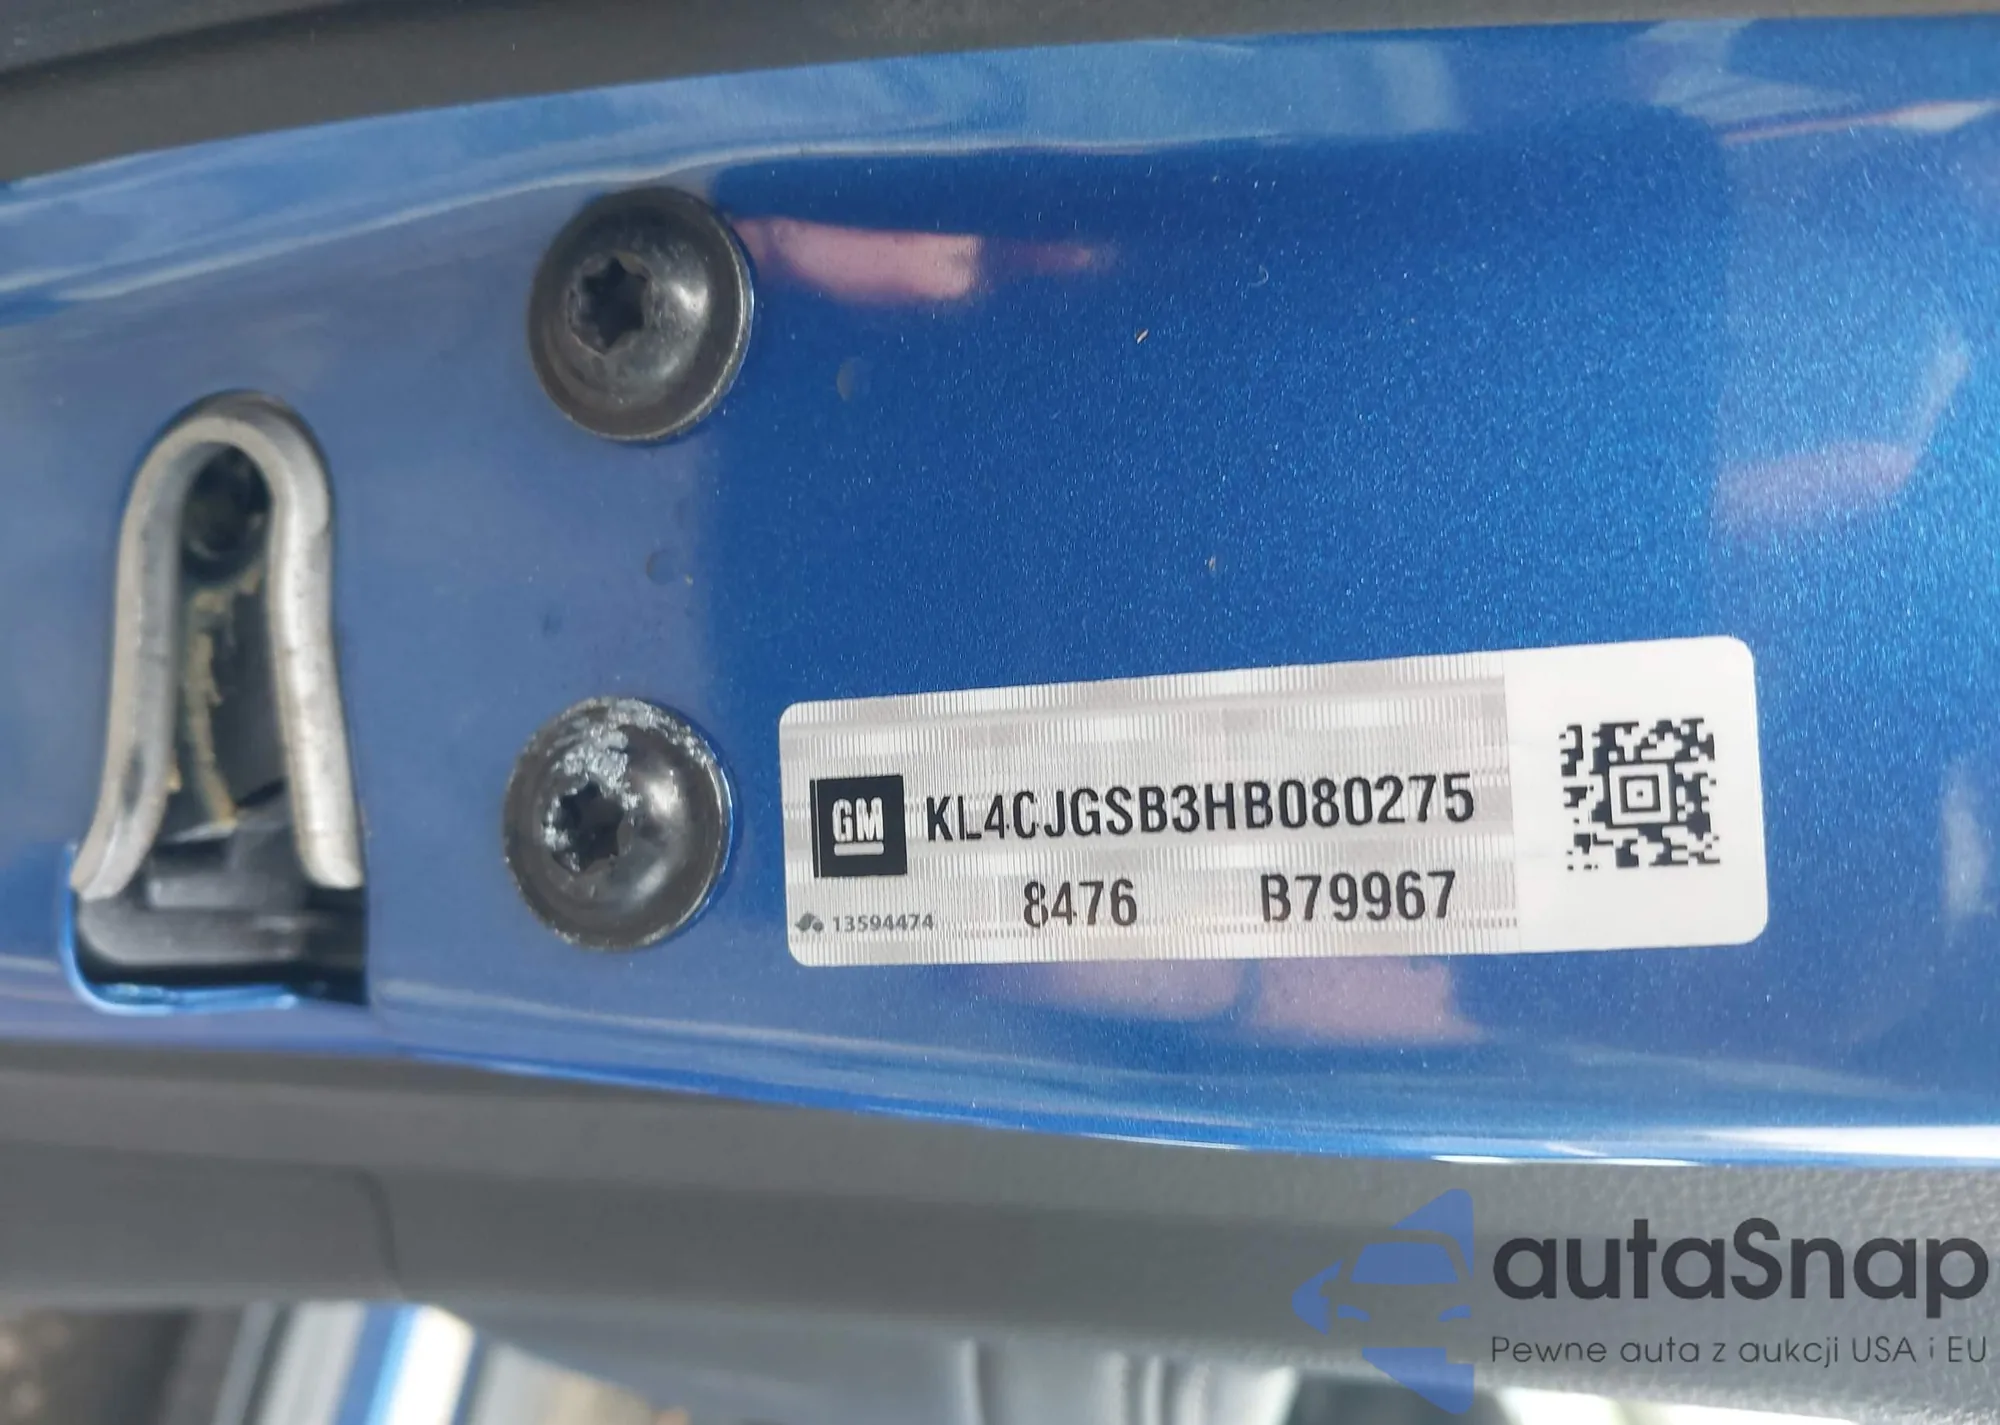 GM KL4CJGSB3HB080275
13594474 8476 B79967
autaSnap
Pewne auta z aukcji USA i EU